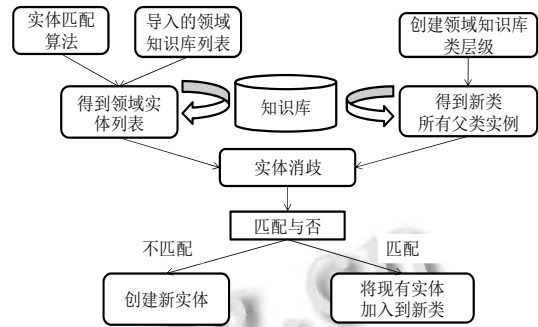 实体匹配
算法
导入的领域
知识库列表
创建领域知识库
类层级
得到领域实
体列表
知识库
得到新类
所有父类实例
实体消歧
匹配与否
不匹配
匹配
创建新实体
将现有实体
加入到新类